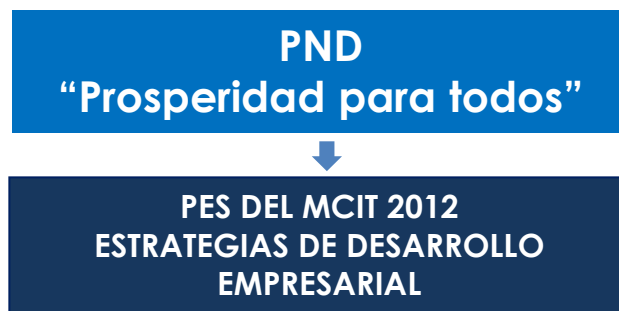 PND
“Prosperidad para todos”
PES DEL MCIT 2012
ESTRATEGIAS DE DESARROLLO
EMPRESARIAL